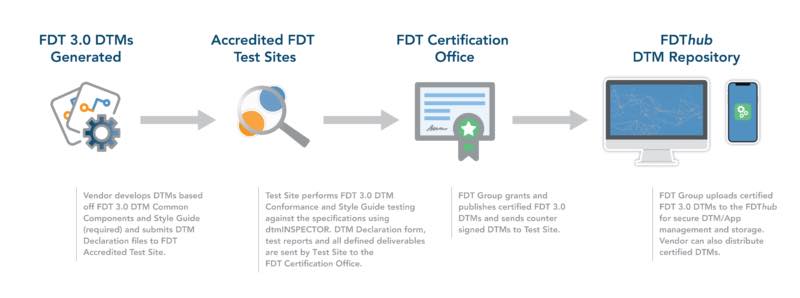 FDT 3.0 DTMs
Generated
Accredited FDT
Test Sites
FDT Certification
Office
FDThub
DTM Repository
Vendor develops DTMs based
off FDT 3.0 DTM Common
Components and Style Guide
(required) and submits DTM
Declaration files to FDT
Accredited Test Site.
Test Site performs FDT 3.0 DTM
Conformance and Style Guide testing
against the specifications using
dtmINSPECTOR. DTM Declaration form,
test reports and all defined deliverables
are sent by Test Site to the
FDT Certification Office.
FDT Group grants and
publishes certified FDT 3.0
DTMs and sends counter
signed DTMs to Test Site.
FDT Group uploads certified
FDT 3.0 DTMs to the FDThub
for secure DTM/App
management and storage.
Vendor can also distribute
certified DTMs.